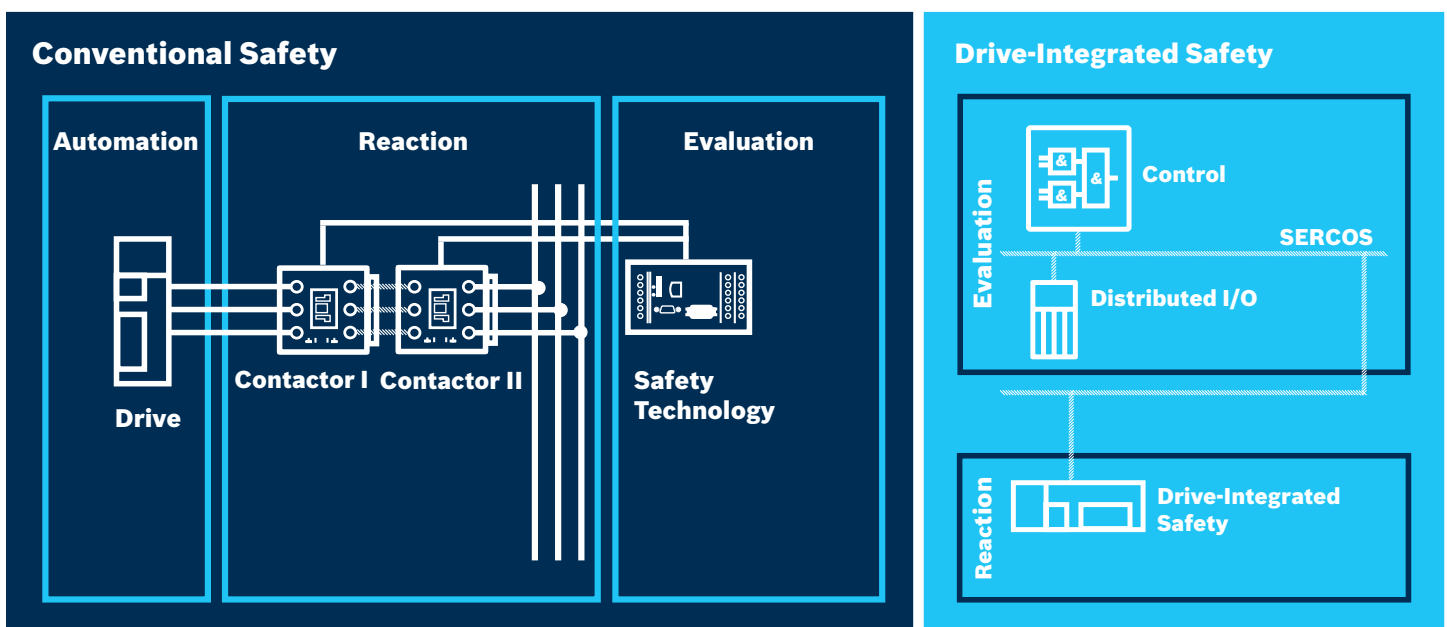 Conventional Safety
Automation
Reaction
Evaluation
Drive
Contactor I
Contactor II
Safety
Technology
Drive-Integrated Safety
Evaluation
&
&
&
Control
SERCOS
Distributed I/O
Reaction
Drive-Integrated
Safety